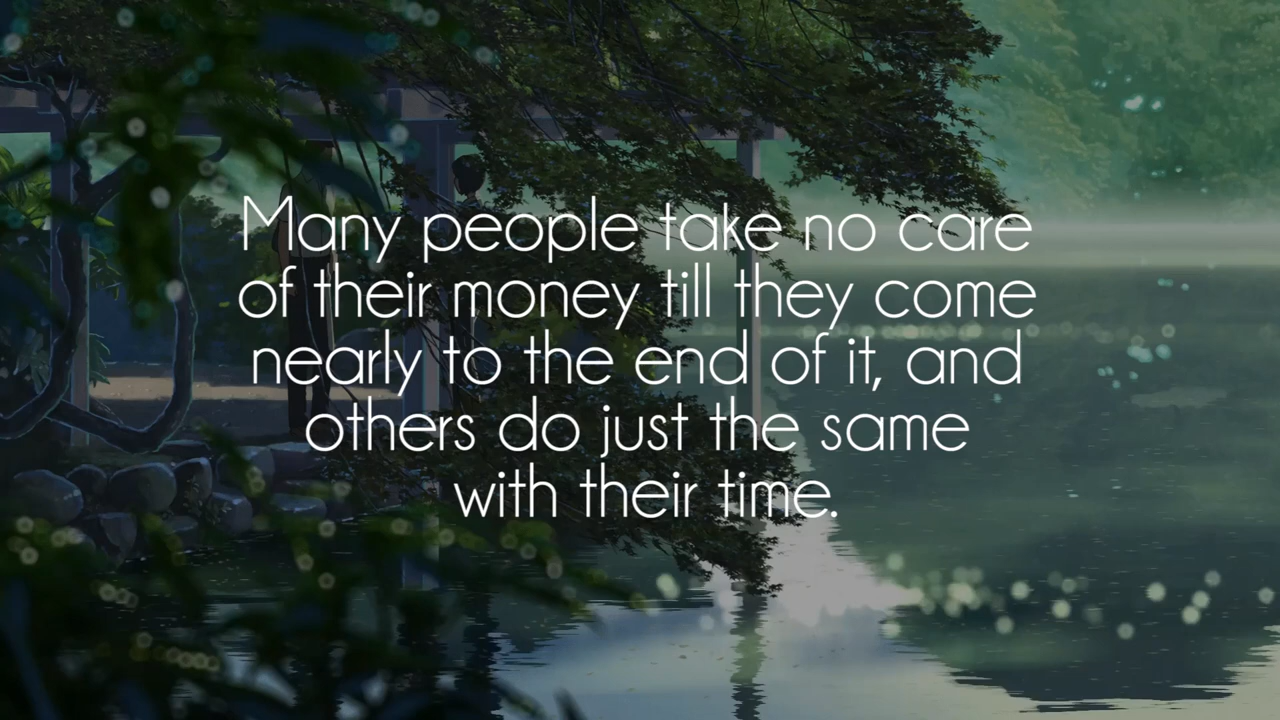 Many people take no care
of their money till they come
nearly to the end of it, and
others do just the same
with their time.